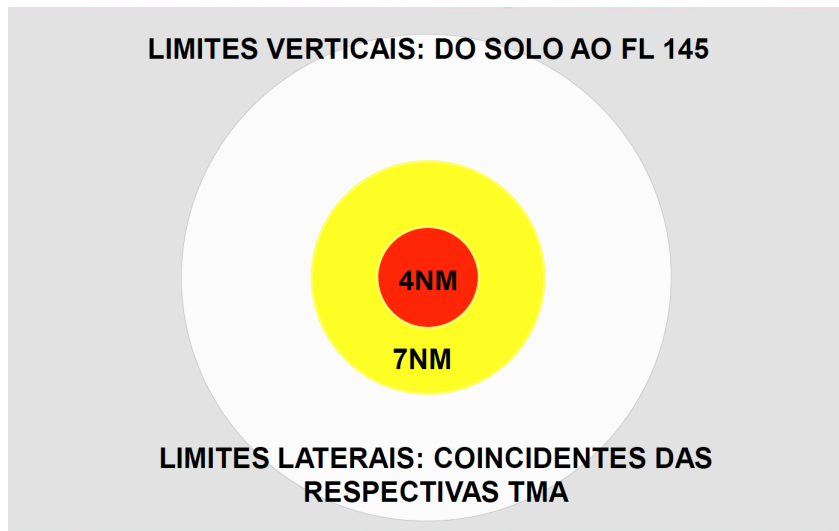 LIMITES VERTICAIS: DO SOLO AO FL 145
4NM
7NM
LIMITES LATERAIS: COINCIDENTES DAS
RESPECTIVAS TMA